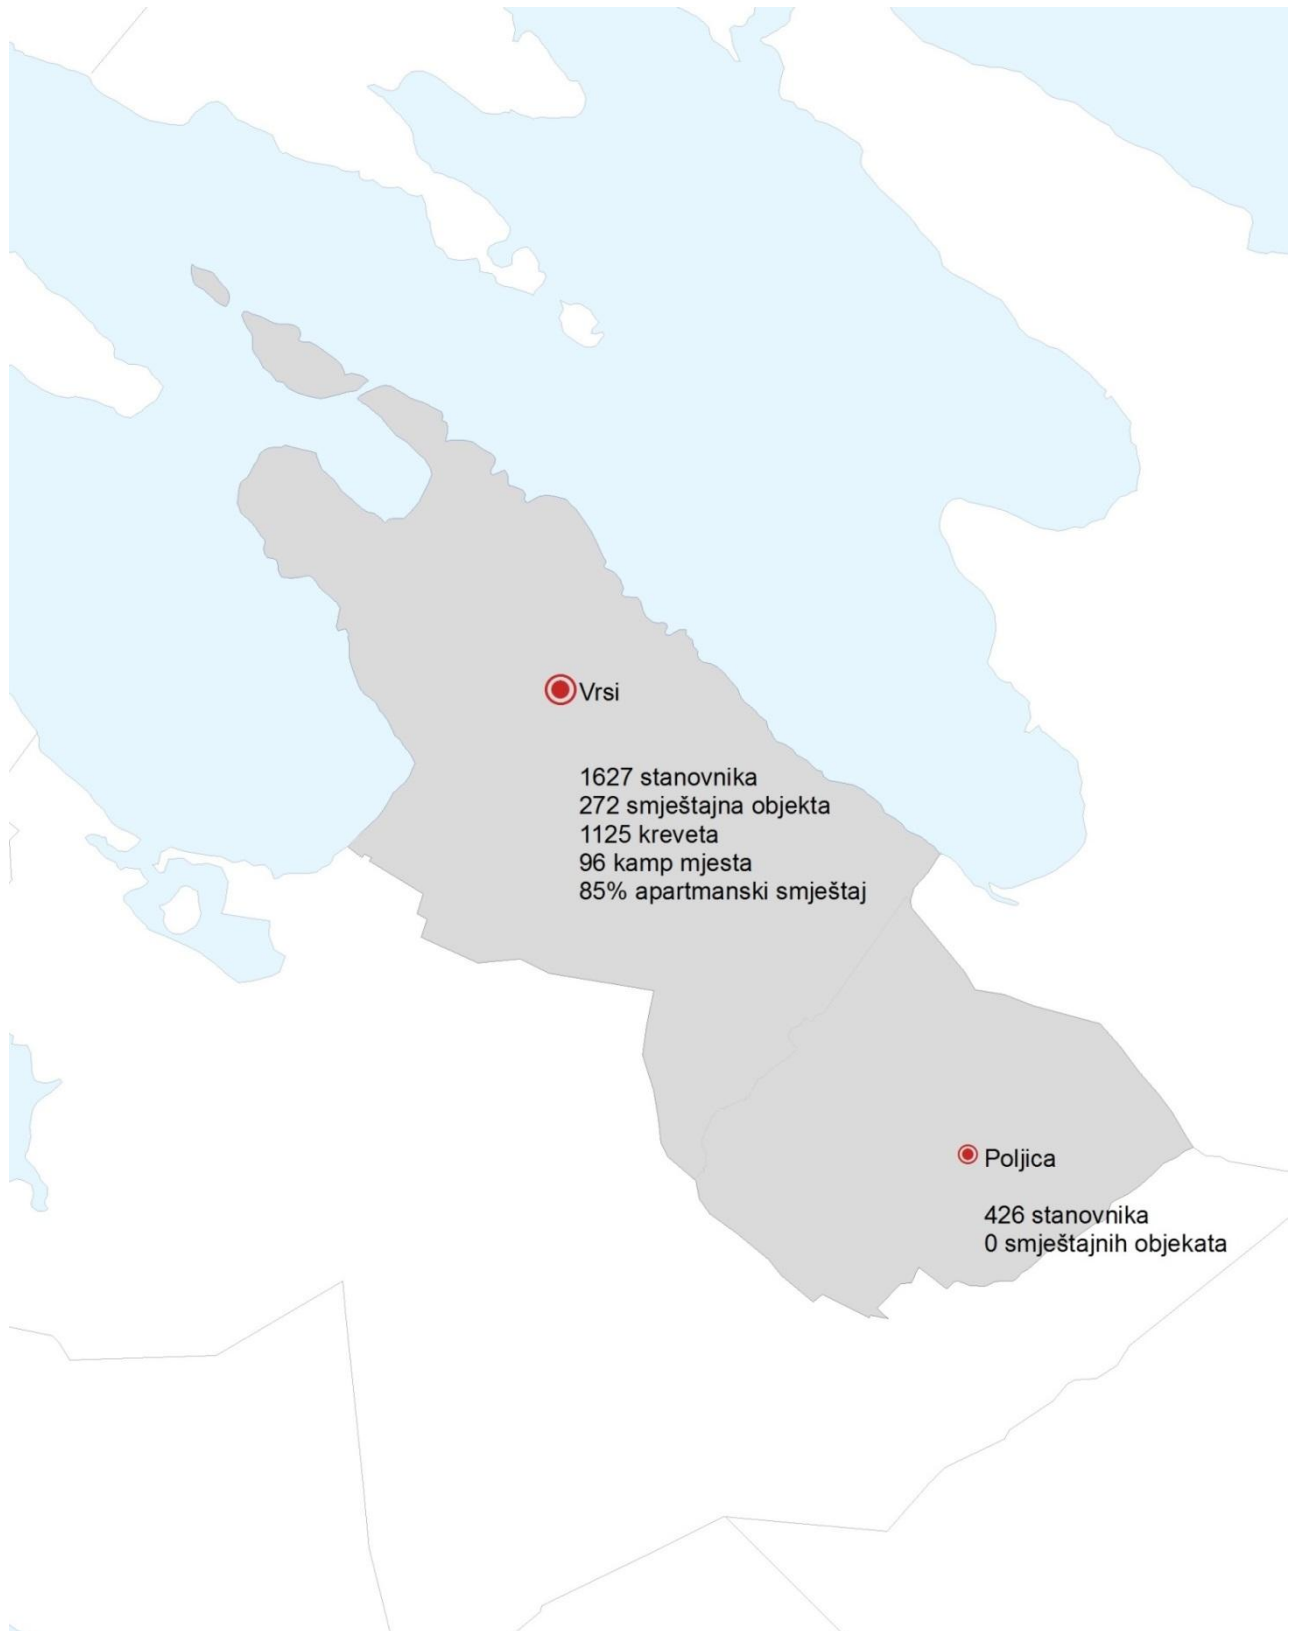 Vrsi
1627 stanovnika
272 smještajna objekta
1125 kreveta
96 kamp mjesta
85% apartmanski smještaj
Poljica
426 stanovnika
0 smještajnih objekata